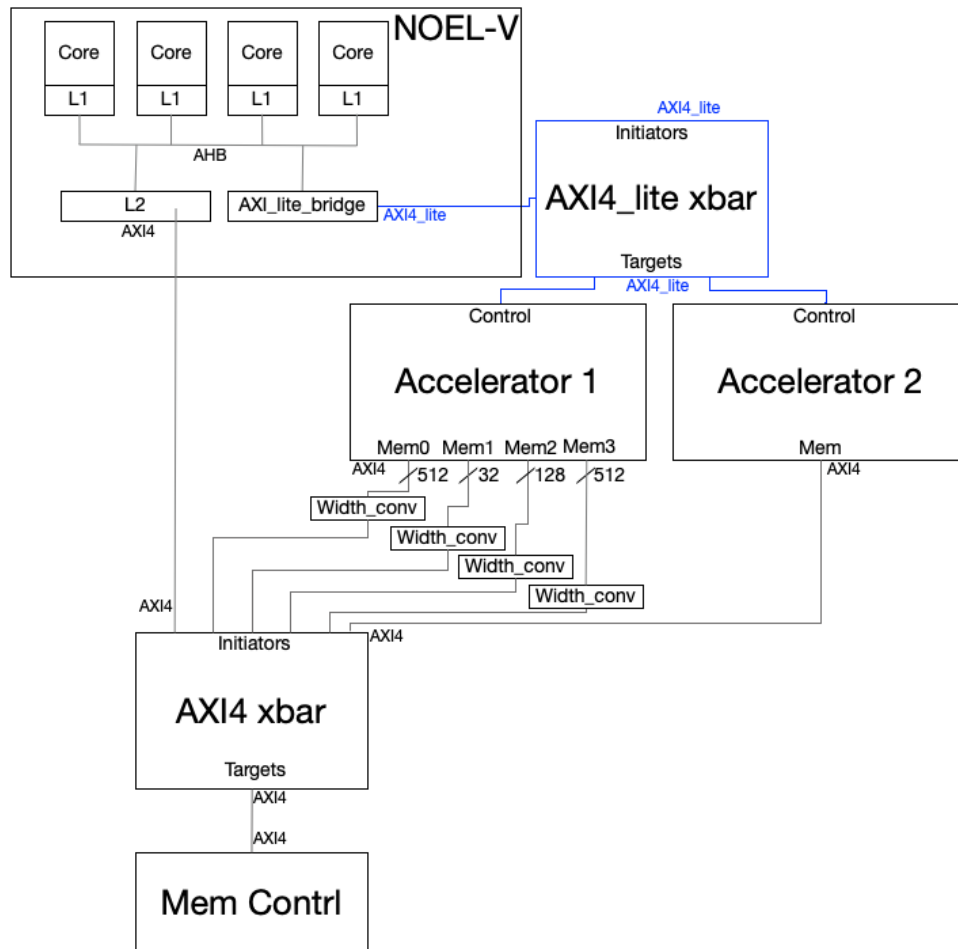 NOEL-V
Core
Core
Core
Core
L1
L1
L1
L1
AHB
L2
AXI_lite_bridge
AXI4
AXI4_lite
AXI4_lite
Initiators
AXI4_lite xbar
Targets
AXI4_lite
Control
Accelerator 1
Mem0
Mem1
Mem2
Mem3
AXI4
512
32
128
512
Control
Accelerator 2
Mem
AXI4
Width_conv
Width_conv
Width_conv
Width_conv
AXI4
AXI4
Initiators
AXI4 xbar
Targets
AXI4
AXI4
Mem Contrl